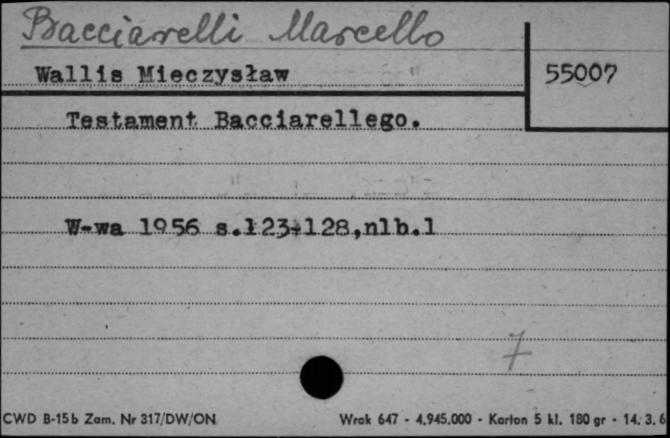 Bacciarelli Marcello
Wallis Mieczysław
55007
Testament Bacciarellego.
W-wa 1956 s.123-128,nlb.1
7
CWD B-15b Zam. Nr 317/DW/ON
Wrak 647 - 4.945.000 - Karton 5 kl. 180 gr - 14. 3. 6